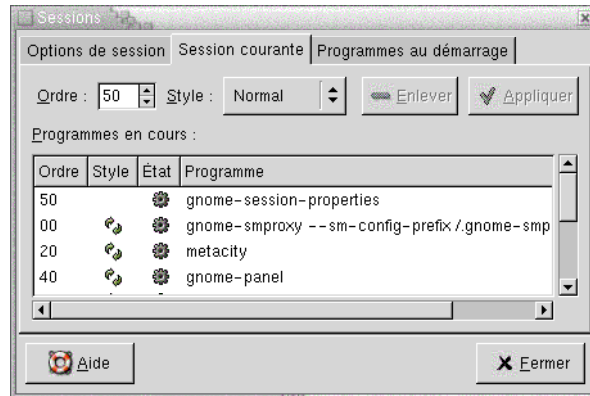 Sessions
Options de session Session courante Programmes au démarrage
Ordre : 50 Style : Normal Enlever Appliquer
Programmes en cours :
Ordre Style État Programme
50 gnome-session-properties
00 gnome-smproxy --sm-config-prefix /.gnome-smp
20 metacity
40 gnome-panel
Aide Fermer